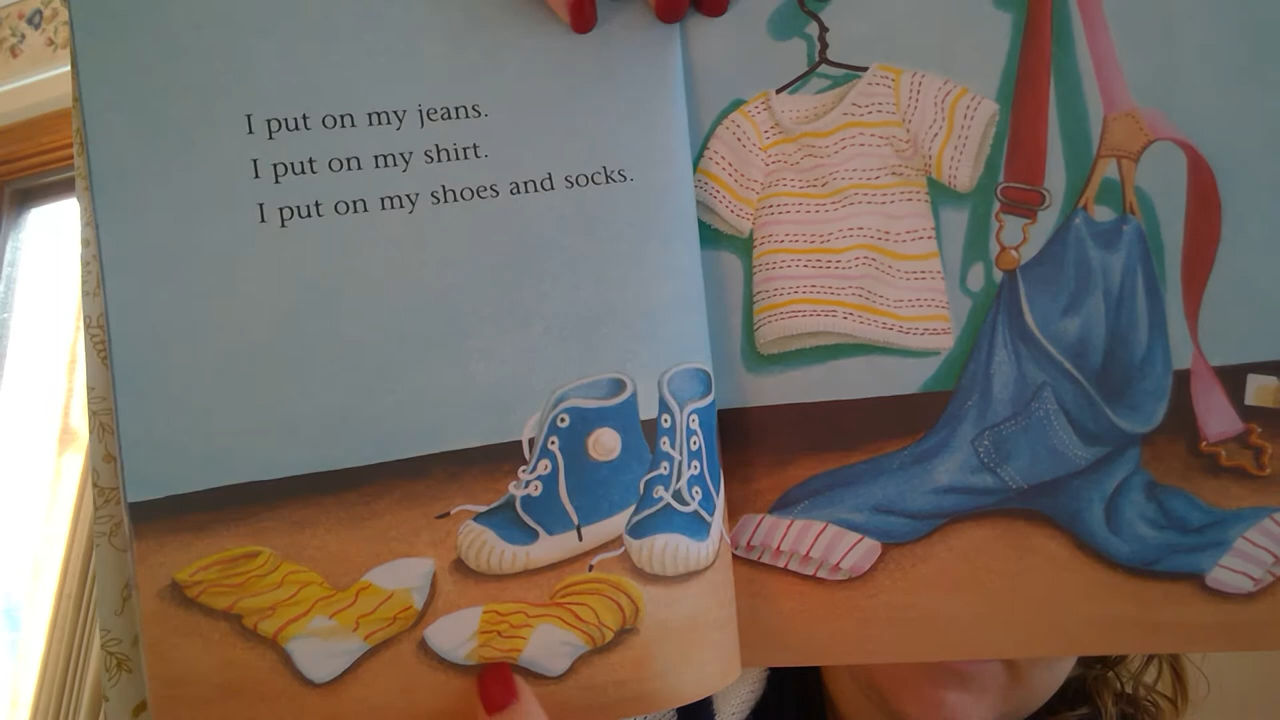 I put on my jeans.
I put on my shirt.
I put on my shoes and socks.